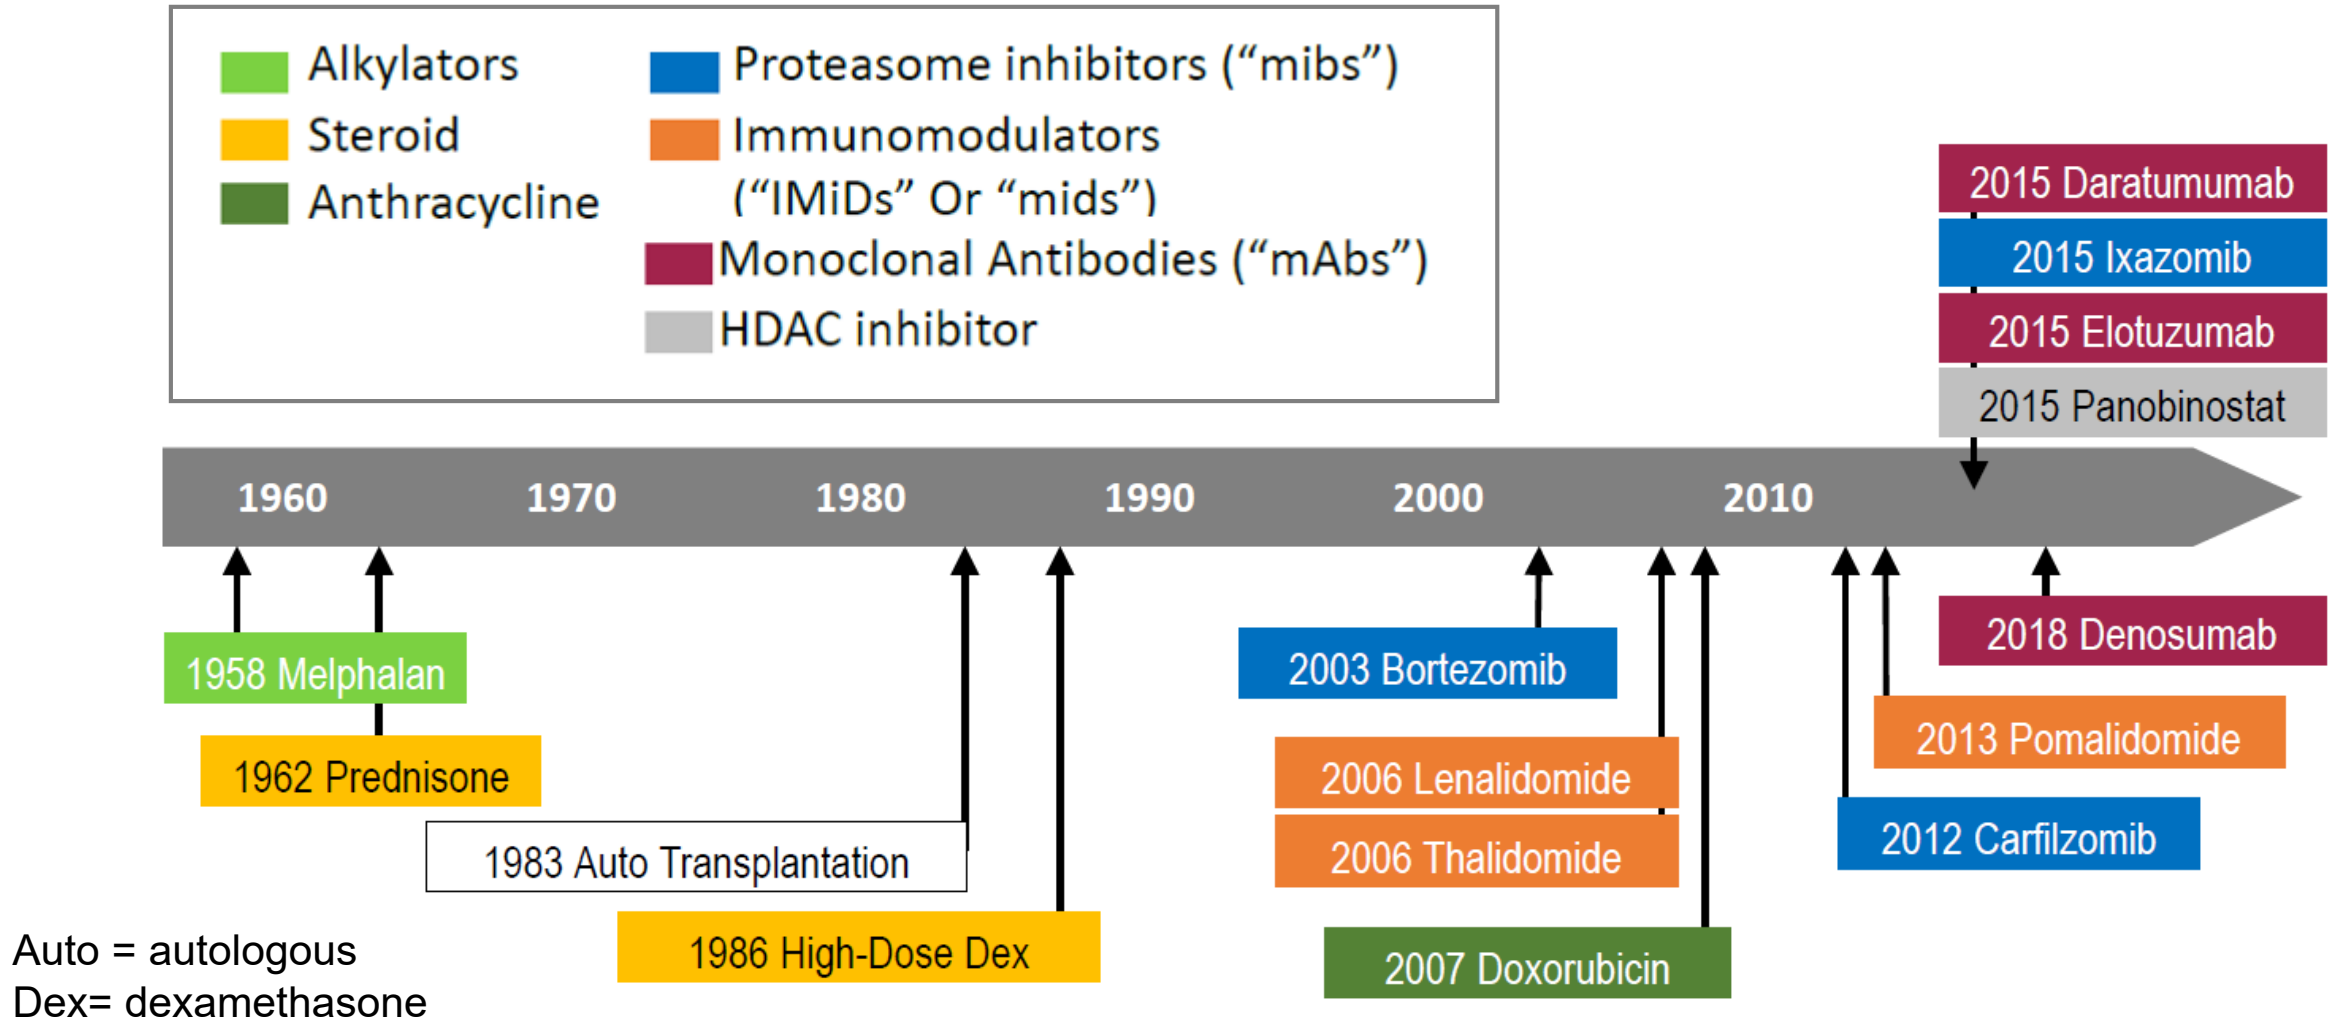 Alkylators
Steroid
Anthracycline
Proteasome inhibitors (“mibs”)
Immunomodulators
(“IMiDs” Or “mids”)
Monoclonal Antibodies (“mAbs”)
HDAC inhibitor
2015 Daratumumab
2015 Ixazomib
2015 Elotuzumab
2015 Panobinostat
1960 1970 1980 1990 2000 2010
1958 Melphalan
1962 Prednisone
1983 Auto Transplantation
1986 High-Dose Dex
2003 Bortezomib
2006 Lenalidomide
2006 Thalidomide
2007 Doxorubicin
2018 Denosumab
2013 Pomalidomide
2012 Carfilzomib
Auto = autologous
Dex= dexamethasone